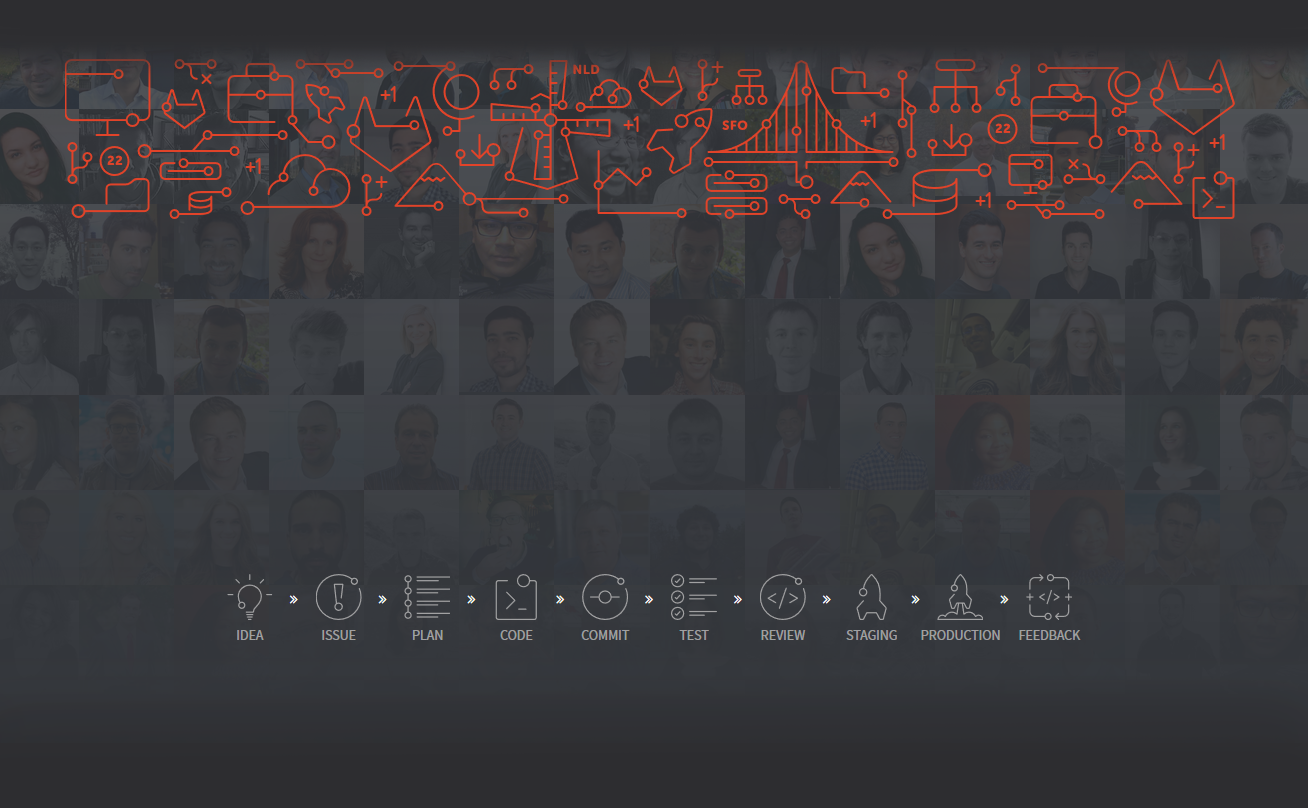 NLD
+1
+1
SFO
+1
22
22
+1
+1
+1
IDEA » ISSUE » PLAN » CODE » COMMIT » TEST » REVIEW » STAGING » PRODUCTION » FEEDBACK